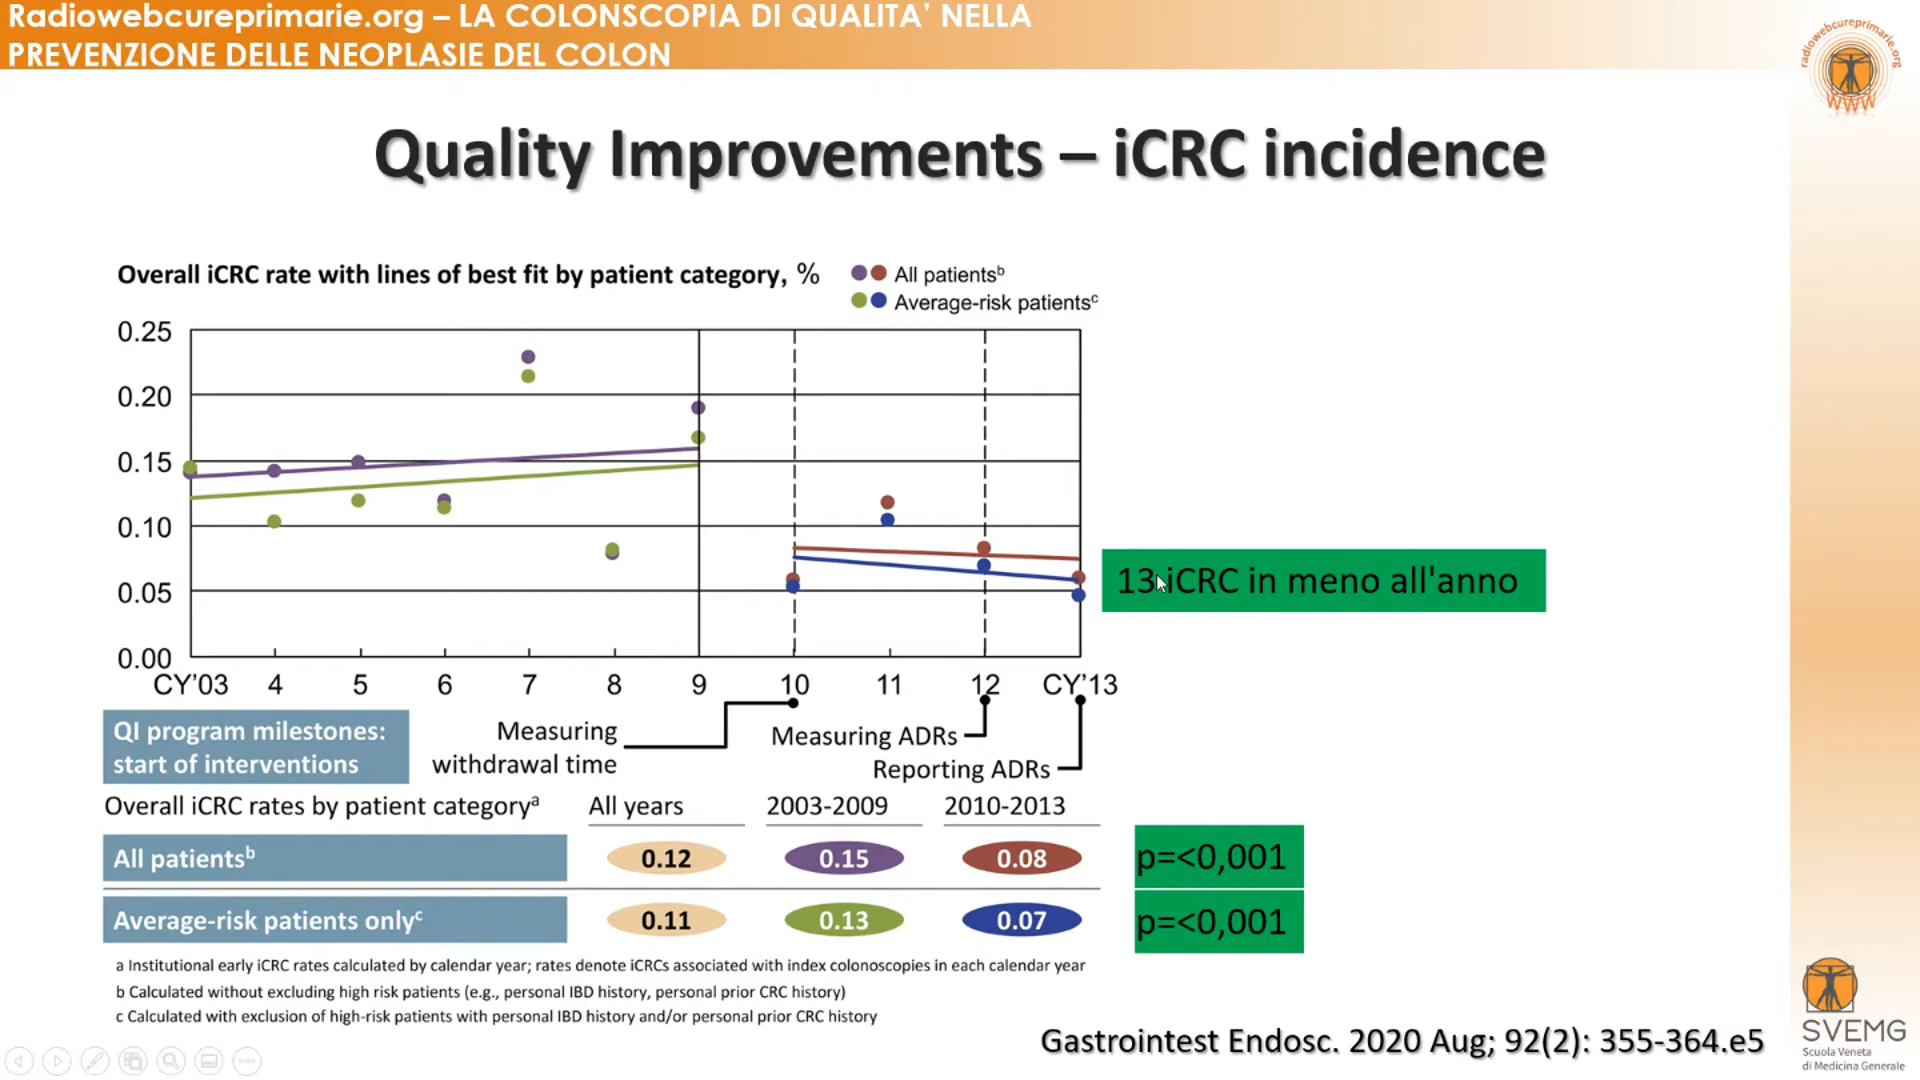 Radiowebcureprimarie.org – LA COLONSCOPIA DI QUALITA’ NELLA
PREVENZIONE DELLE NEOPLASIE DEL COLON
radiowebcureprimarie.org
WWW
Quality Improvements – iCRC incidence
Overall iCRC rate with lines of best fit by patient category, %
All patientsᵇ
Average-risk patientsᶜ
0.25
0.20
0.15
0.10
0.05
0.00
CY’03 4 5 6 7 8 9 10 11 12 CY’13
13 iCRC in meno all'anno
QI program milestones:
start of interventions
Measuring
withdrawal time
Measuring ADRs
Reporting ADRs
Overall iCRC rates by patient categoryᵃ All years 2003-2009 2010-2013
All patientsᵇ 0.12 0.15 0.08 p=<0,001
Average-risk patients onlyᶜ 0.11 0.13 0.07 p=<0,001
a Institutional early iCRC rates calculated by calendar year; rates denote iCRCs associated with index colonoscopies in each calendar year
b Calculated without excluding high risk patients (e.g., personal IBD history, personal prior CRC history)
c Calculated with exclusion of high-risk patients with personal IBD history and/or personal prior CRC history
Gastrointest Endosc. 2020 Aug; 92(2): 355-364.e5
SVEMG
Scuola Veneta
di Medicina Generale